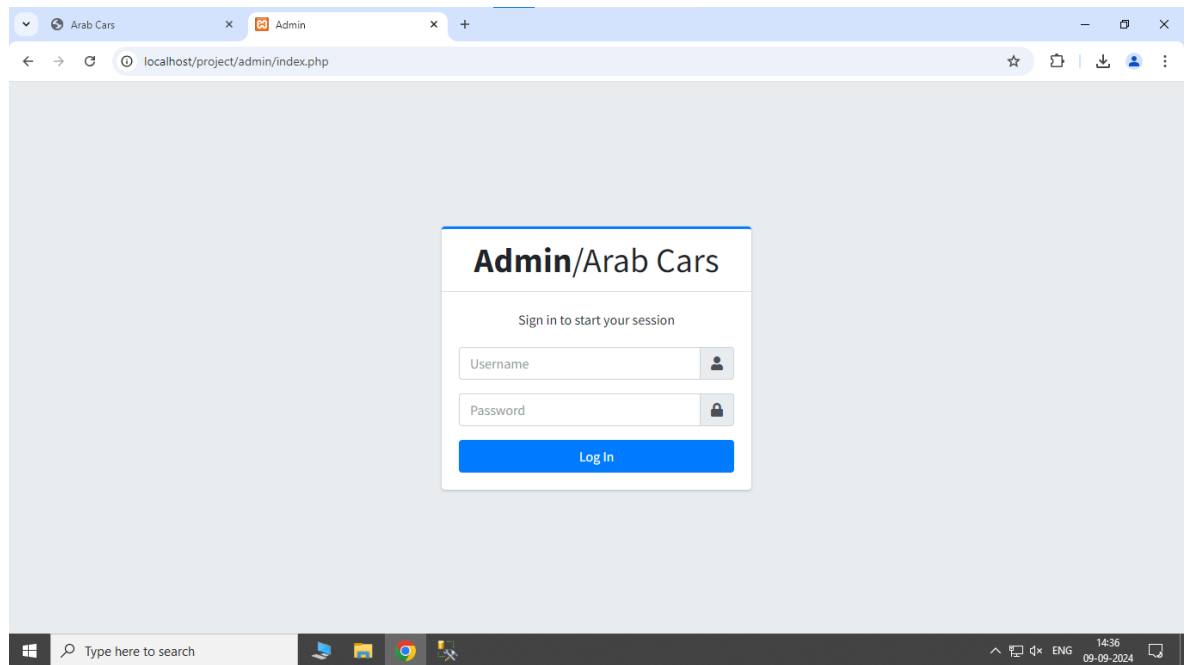 Arab Cars
Admin
localhost/project/admin/index.php
Admin/Arab Cars
Sign in to start your session
Username
Password
Log In
Type here to search
ENG
14:36
09-09-2024